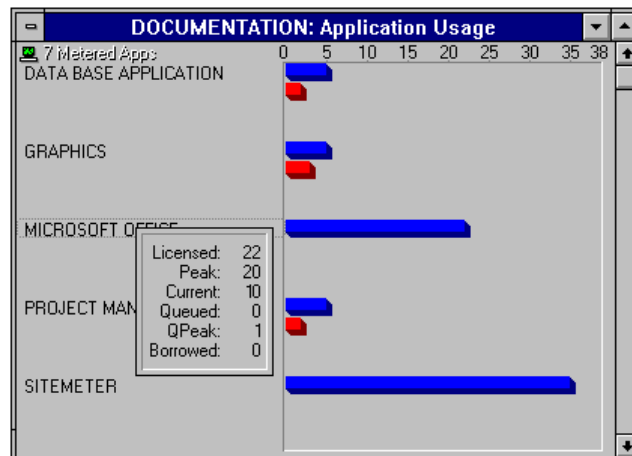 DOCUMENTATION: Application Usage
7 Metered Apps 0 5 10 15 20 25 30 35 38
DATA BASE APPLICATION
GRAPHICS
MICROSOFT OFFICE
Licensed: 22
Peak: 20
Current: 10
Queued: 0
QPeak: 1
Borrowed: 0
PROJECT MAN
SITEMETER